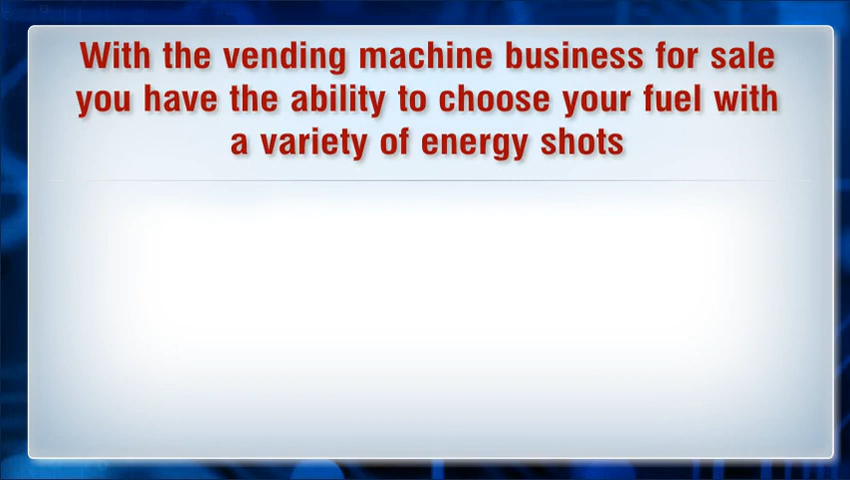 With the vending machine business for sale
you have the ability to choose your fuel with
a variety of energy shots